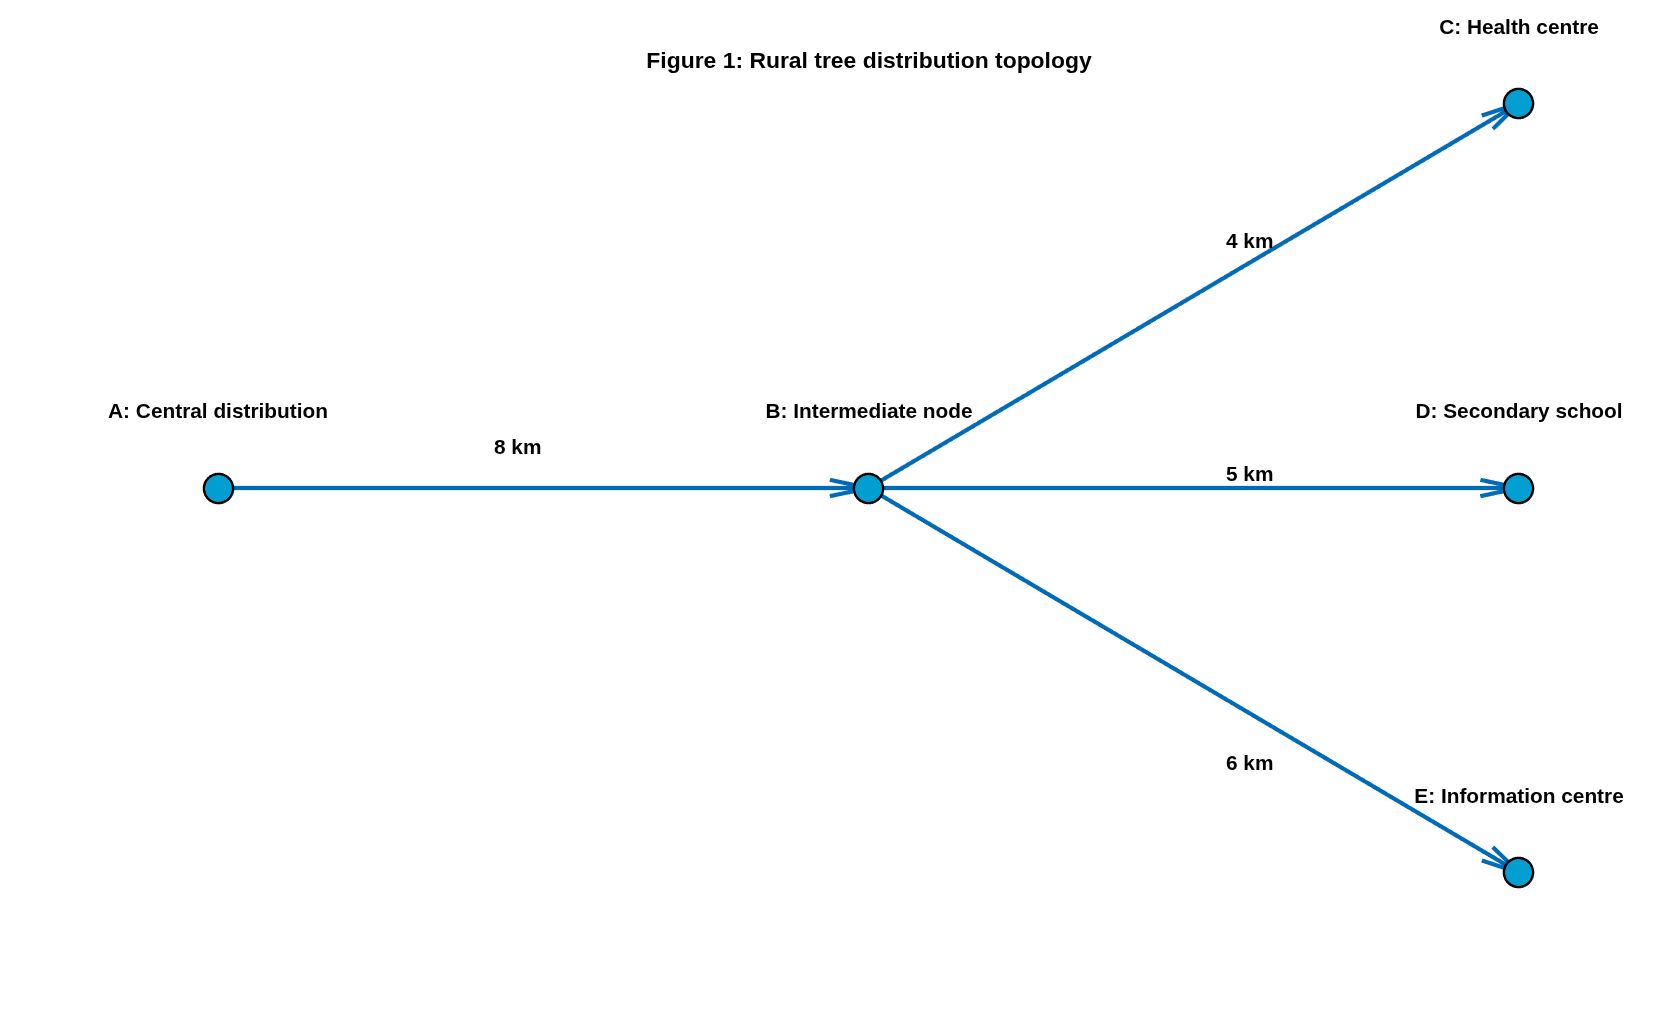 C: Health centre
Figure 1: Rural tree distribution topology
4 km
A: Central distribution
B: Intermediate node
D: Secondary school
8 km
5 km
6 km
E: Information centre